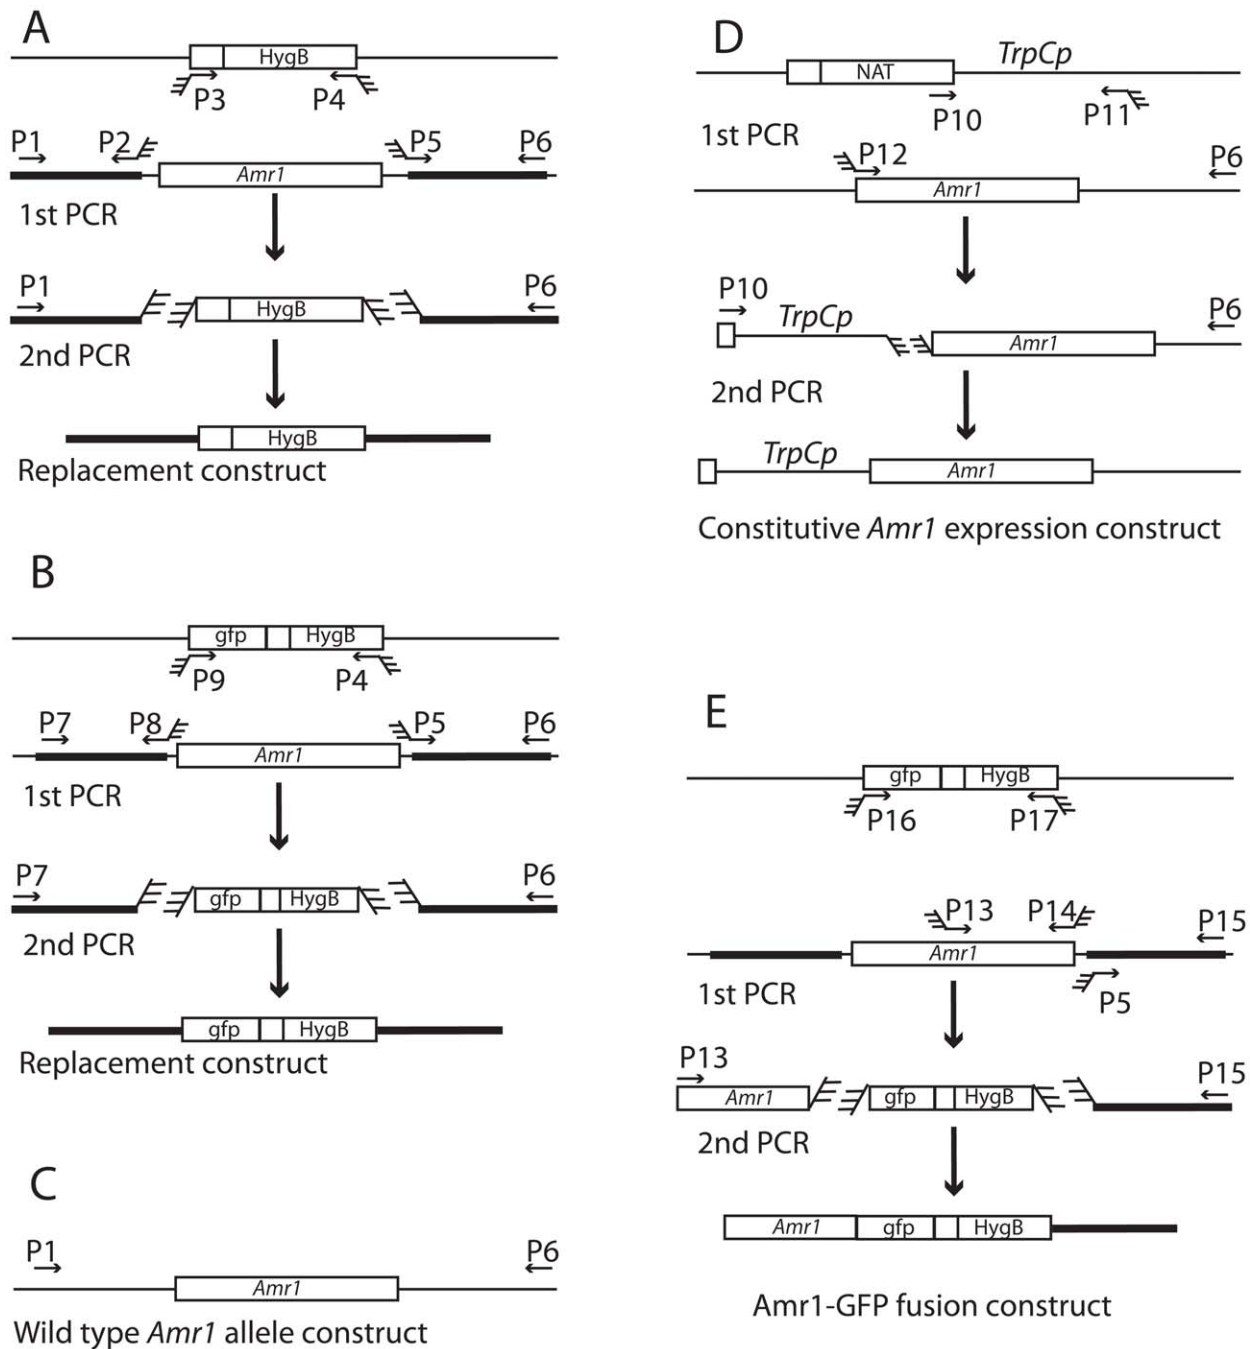 A
HygB
P3 P4
P1 P2 P5 P6
Amr1
1st PCR
P1 P6
HygB
2nd PCR
HygB
Replacement construct
B
gfp HygB
P9 P4
P7 P8 P5 P6
Amr1
1st PCR
P7 P6
gfp HygB
2nd PCR
gfp HygB
Replacement construct
C
P1 P6
Amr1
Wild type Amr1 allele construct
D
TrpCp
NAT
P10 P11
1st PCR
P12 P6
Amr1
P10 P6
TrpCp
Amr1
2nd PCR
TrpCp
Amr1
Constitutive Amr1 expression construct
E
gfp HygB
P16 P17
P13 P14 P15
Amr1
1st PCR P5
P13 P15
Amr1 gfp HygB
2nd PCR
Amr1 gfp HygB
Amr1-GFP fusion construct